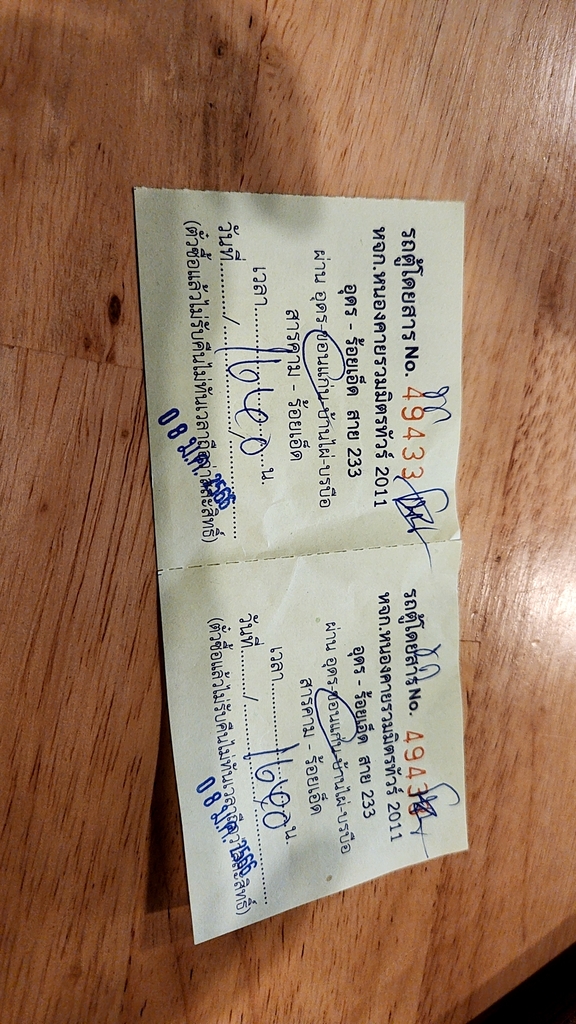 รถตู้โดยสาร No. 49433
หจก.หนองคายรวมมิตรทัวร์ 2011
อุดร - ร้อยเอ็ด สาย 233
ผ่าน อุดร-ขอนแก่น-บ้านไผ่-บรบือ
สารคาม - ร้อยเอ็ด
เวลา.............น.
วันที่........./........./.........
(ตั๋วซื้อแล้วไม่รับคืนไม่ทันเวลาถือว่าสละสิทธิ์)
2566
รถตู้โดยสาร No. 4943
หจก.หนองคายรวมมิตรทัวร์ 2011
อุดร - ร้อยเอ็ด สาย 233
ผ่าน อุดร-ขอนแก่น-บ้านไผ่-บรบือ
สารคาม - ร้อยเอ็ด
เวลา.............น.
วันที่........./........./.........
(ตั๋วซื้อแล้วไม่รับคืนไม่ทันเวลาถือว่าสละสิทธิ์)
2566